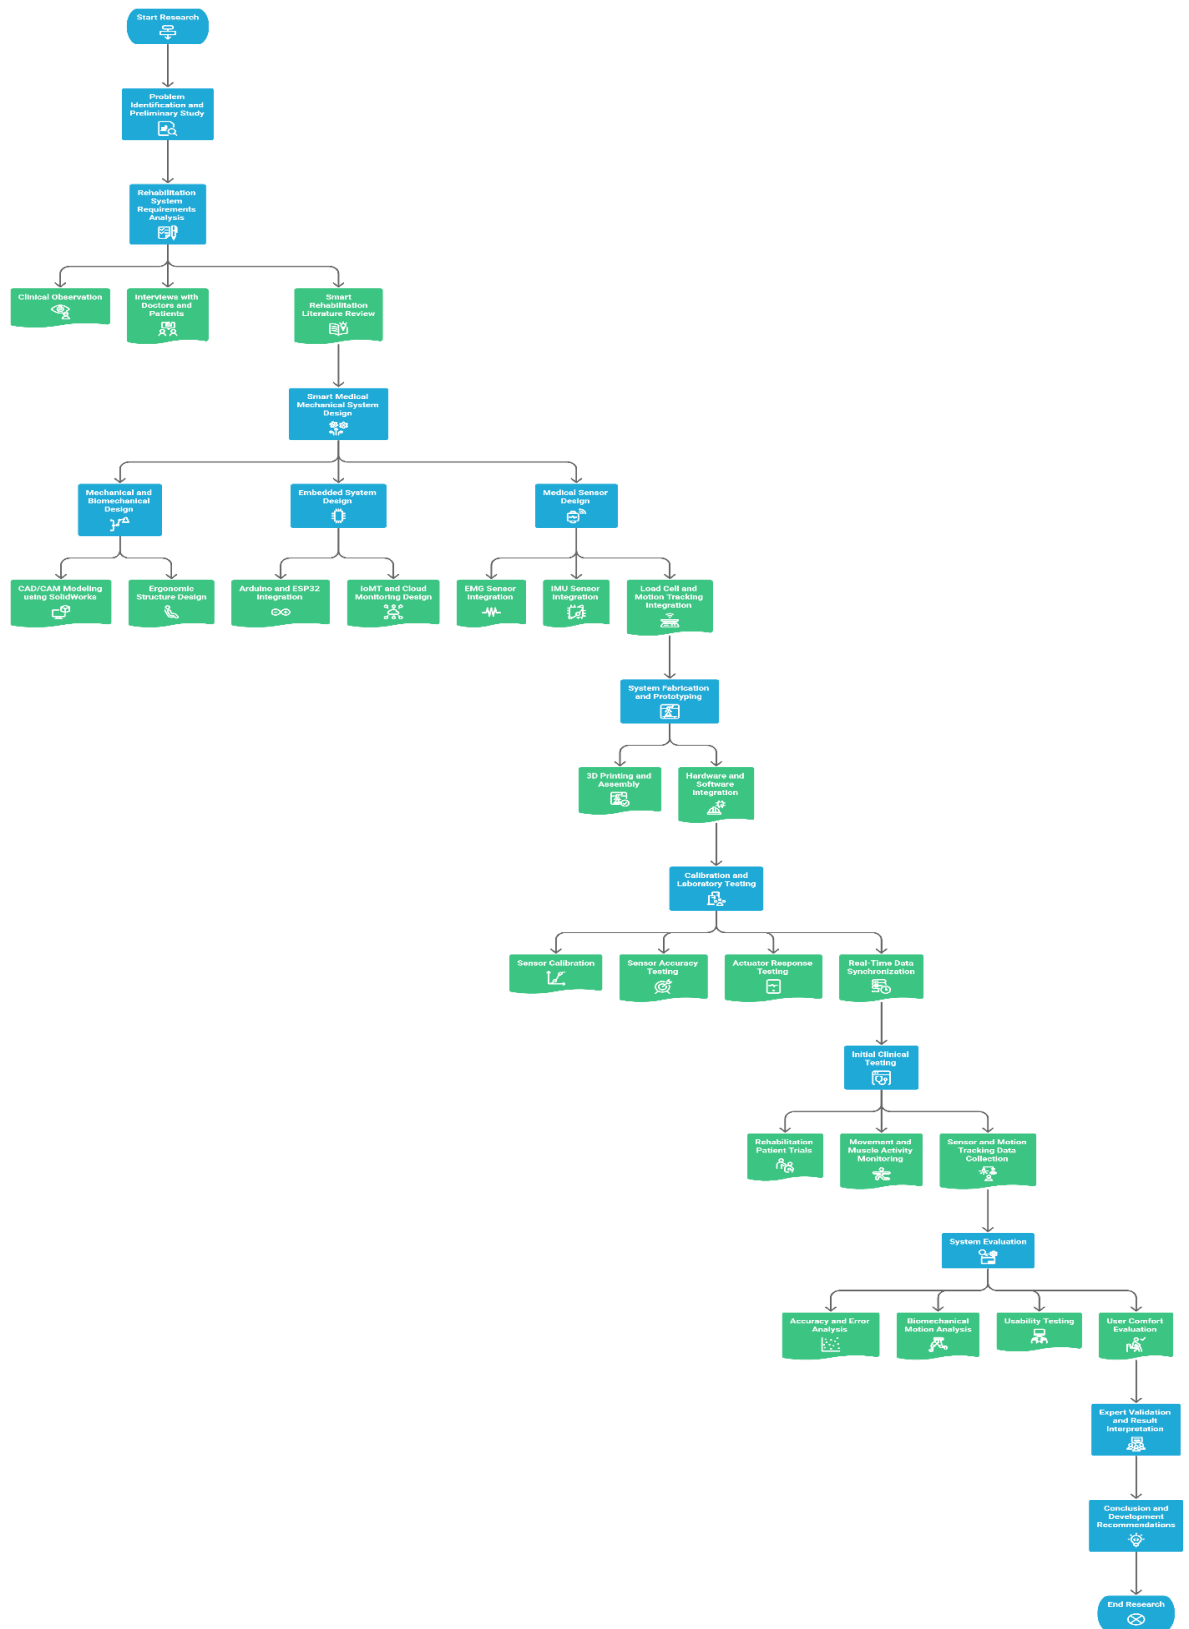 Start Research
Problem
Identification and
Preliminary Study
Rehabilitation
System
Requirements
Analysis
Clinical Observation
Interviews with
Doctors and
Patients
Smart
Rehabilitation
Literature Review
Smart Medical
Mechanical System
Design
Mechanical and
Biomechanical
Design
Embedded System
Design
Medical Sensor
Design
CAD/CAM Modeling
using SolidWorks
Ergonomic
Structure Design
Arduino and ESP32
Integration
IoMT and Cloud
Monitoring Design
EMG Sensor
Integration
IMU Sensor
Integration
Load Cell and
Motion Tracking
Integration
System Fabrication
and Prototyping
3D Printing and
Assembly
Hardware and
Software
Integration
Calibration and
Laboratory Testing
Sensor Calibration
Sensor Accuracy
Testing
Actuator Response
Testing
Real-Time Data
Synchronization
Initial Clinical
Testing
Rehabilitation
Patient Trials
Movement and
Muscle Activity
Monitoring
Sensor and Motion
Tracking Data
Collection
System Evaluation
Accuracy and Error
Analysis
Biomechanical
Motion Analysis
Usability Testing
User Comfort
Evaluation
Expert Validation
and Result
Interpretation
Conclusion and
Development
Recommendations
End Research